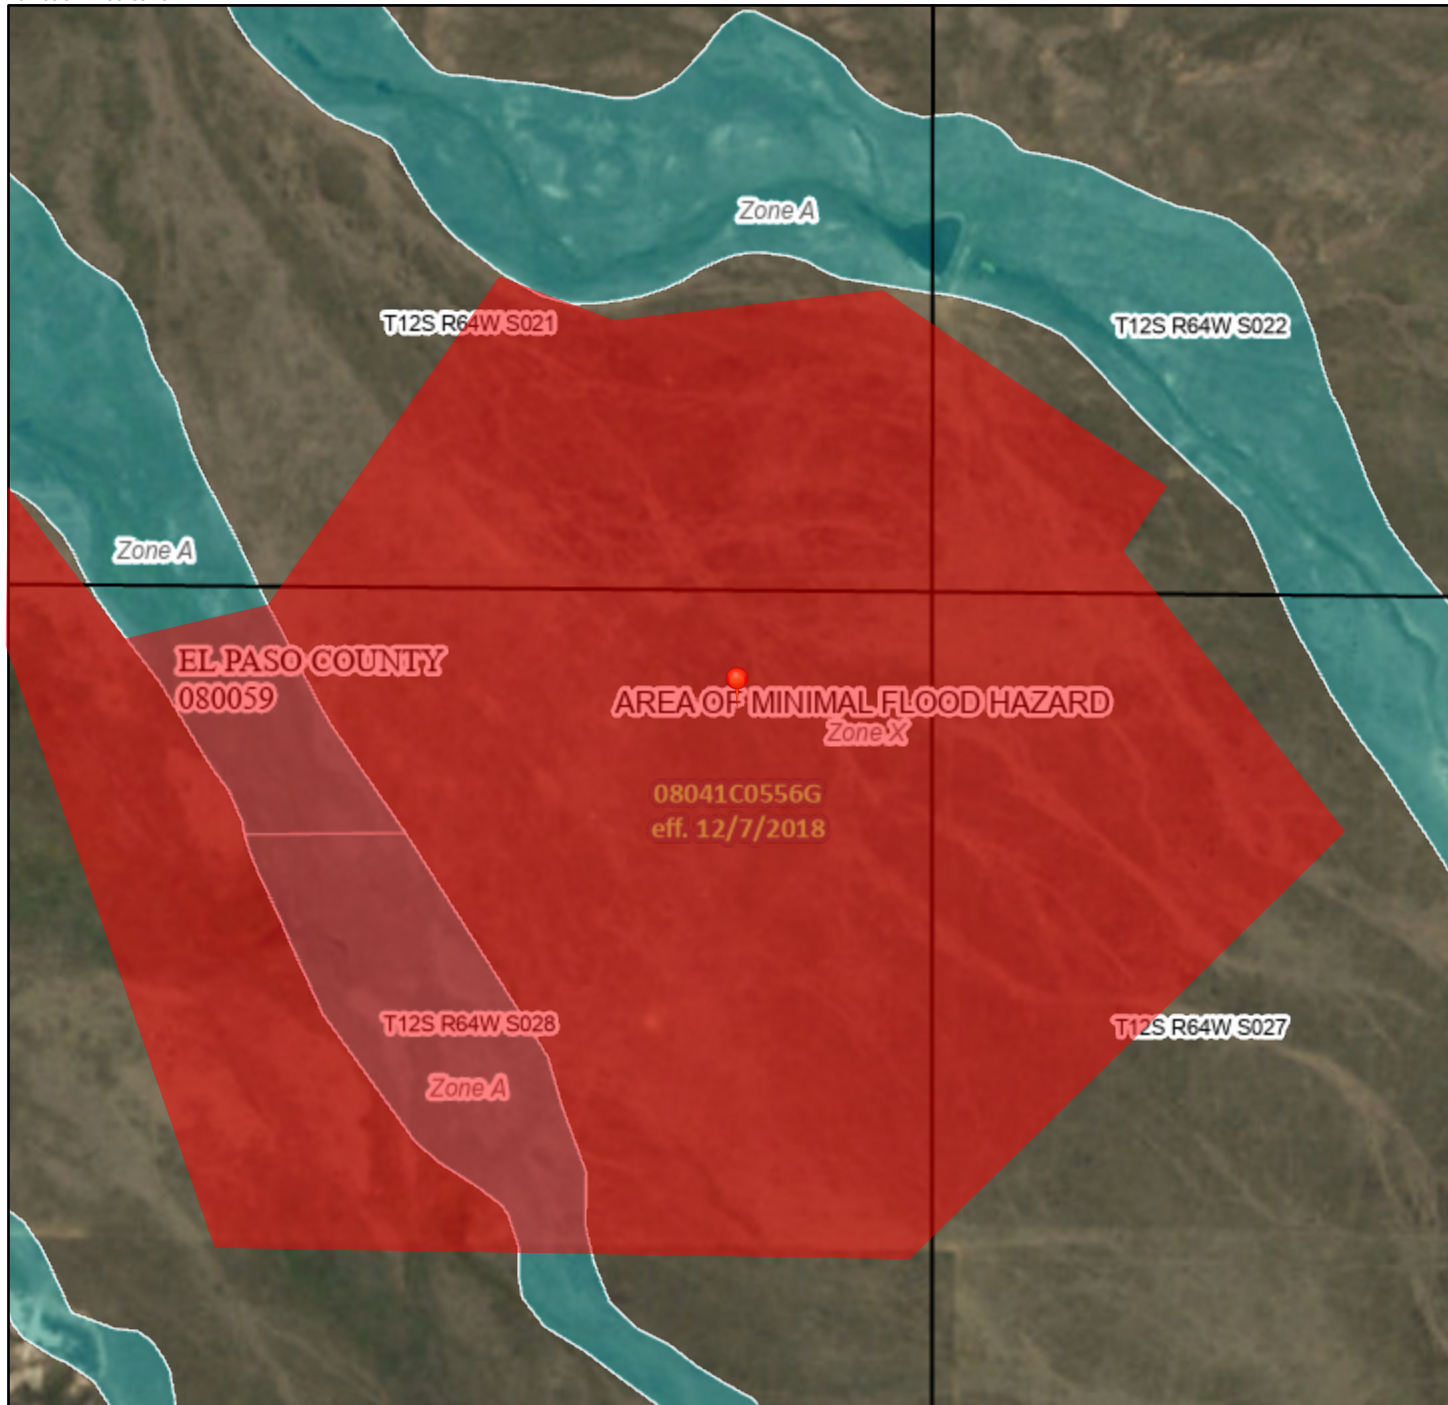 Zone A
T12S R64W S021
T12S R64W S022
Zone A
EL PASO COUNTY
080059
AREA OF MINIMAL FLOOD HAZARD
Zone X
08041C0556G
eff. 12/7/2018
T12S R64W S028
T12S R64W S027
Zone A